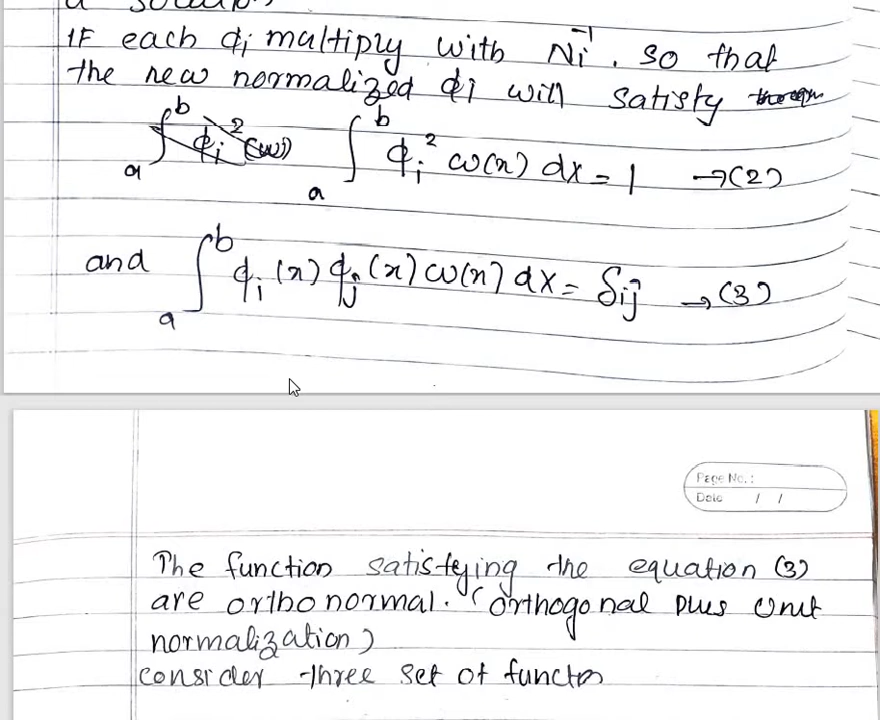 IF each ϕi multiply with Ni⁻¹. so that
the new normalized ϕi will satisfy
∫ₐᵇ ϕi² w(x) dx = 1 →(2)
and ∫ₐᵇ ϕi(x) ϕj(x) w(x) dx = δij →(3)
Page No.:
Date / /
The function satisfying the equation (3)
are orthonormal. (orthogonal plus unit
normalization)
consider three set of functn